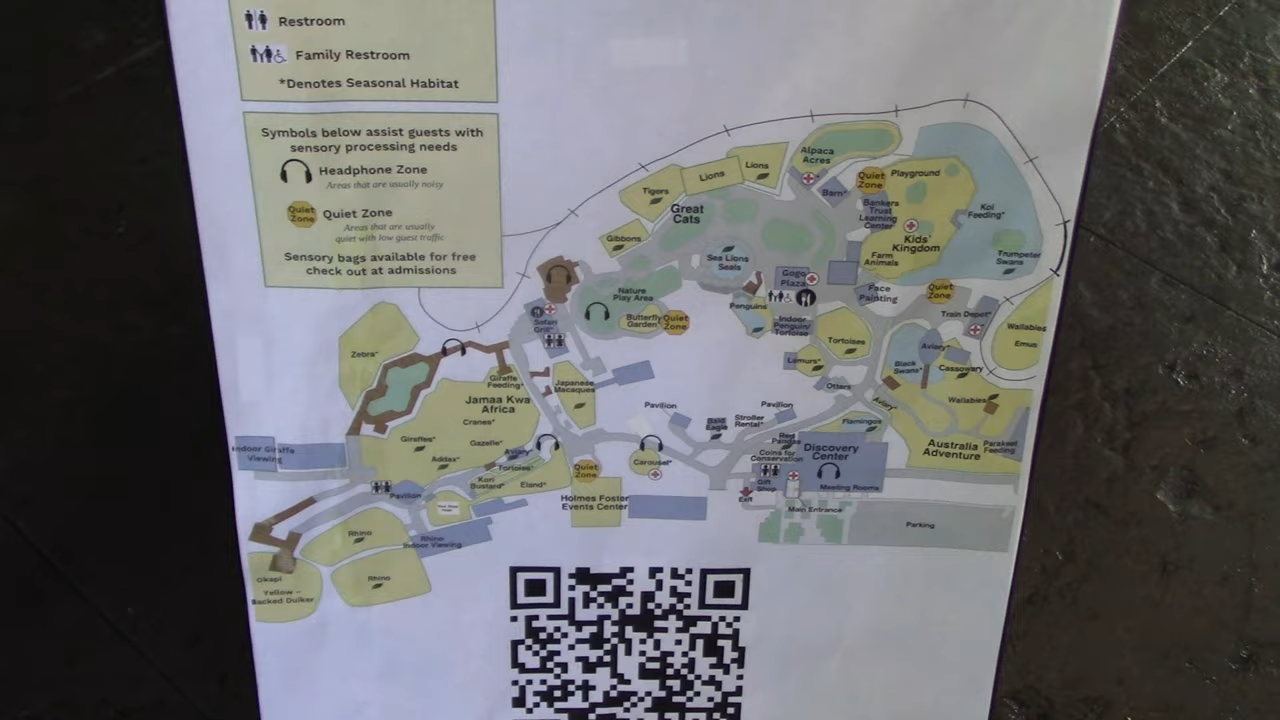 Restroom
Family Restroom
*Denotes Seasonal Habitat
Symbols below assist guests with
sensory processing needs
Headphone Zone
Areas that are usually noisy
Quiet
Zone
Quiet Zone
Areas that are usually
quiet with low guest traffic
Sensory bags available for free
check out at admissions
Alpaca
Acres
Lions
Lions
Tigers
Great
Cats
Gibbons
Barn*
Quiet
Zone
Playground
Bankers
Trust
Learning
Center
Koi
Feeding*
Kids'
Kingdom
Farm
Animals
Trumpeter
Swans
Sea Lions
Seals
Gogo
Plaza
Face
Painting
Quiet
Zone
Train Depot*
Nature
Play Area
Butterfly
Garden*
Quiet
Zone
Penguins
Indoor
Penguin/
Tortoise
Tortoises
Wallabies
Emus
Safari
Grill*
Zebra*
Lemurs*
Otters
Black
Swans*
Aviary*
Cassowary
Giraffe
Feeding*
Japanese
Macaques
Jamaa Kwa
Africa
Cranes*
Pavilion
Bald
Eagle
Stroller
Rental*
Pavilion
Aviary*
Wallabies
Flamingos
Giraffes*
Gazelle*
Addax*
Aviary*
Tortoise*
Kori
Bustard*
Eland*
Indoor Giraffe
Viewing
Quiet
Zone
Carousel*
Red
Pandas
Coins for
Conservation
Discovery
Center
Gift
Shop
Meeting Rooms
Australia
Adventure
Parakeet
Feeding
Exit
Main Entrance
Parking
Holmes Foster
Events Center
Pavilion
Rhino
Rhino
Indoor Viewing
Rhino
Okapi
Yellow –
Backed Duiker